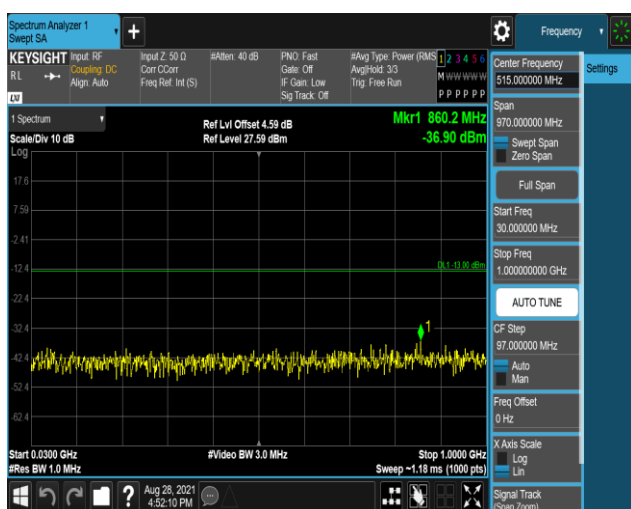 Spectrum Analyzer 1
Swept SA
+
Frequency
KEYSIGHT
RL
LXI
Input: RF
Coupling: DC
Align: Auto
Input Z: 50 Ω
Corr CCorr
Freq Ref: Int (S)
#Atten: 40 dB
PNO: Fast
Gate: Off
IF Gain: Low
Sig Track: Off
#Avg Type: Power (RMS
Avg|Hold: 3/3
Trig: Free Run
1 2 3 4 5 6
M W W W W W
P P P P P P
Center Frequency
515.000000 MHz
Settings
Span
970.000000 MHz
Swept Span
Zero Span
Full Span
Start Freq
30.000000 MHz
Stop Freq
1.000000000 GHz
AUTO TUNE
CF Step
97.000000 MHz
Auto
Man
Freq Offset
0 Hz
X Axis Scale
Log
Lin
Signal Track
(Span Zoom)
1 Spectrum
Scale/Div 10 dB
Log
Ref Lvl Offset 4.59 dB
Ref Level 27.59 dBm
Mkr1 860.2 MHz
-36.90 dBm
17.6
7.59
-2.41
-12.4
DL1 -13.00 dBm
-22.4
-32.4
1
-42.4
-52.4
-62.4
Start 0.0300 GHz
#Res BW 1.0 MHz
#Video BW 3.0 MHz
Stop 1.0000 GHz
Sweep ~1.18 ms (1000 pts)
?
Aug 28, 2021
4:52:10 PM